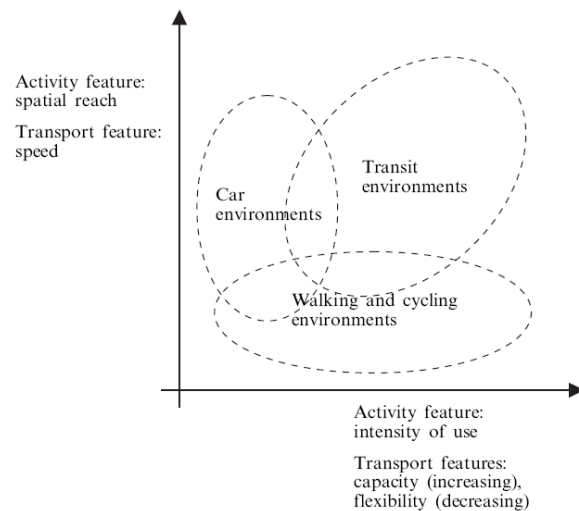 Activity feature:
spatial reach
Transport feature:
speed
Car
environments
Transit
environments
Walking and cycling
environments
Activity feature:
intensity of use
Transport features:
capacity (increasing),
flexibility (decreasing)